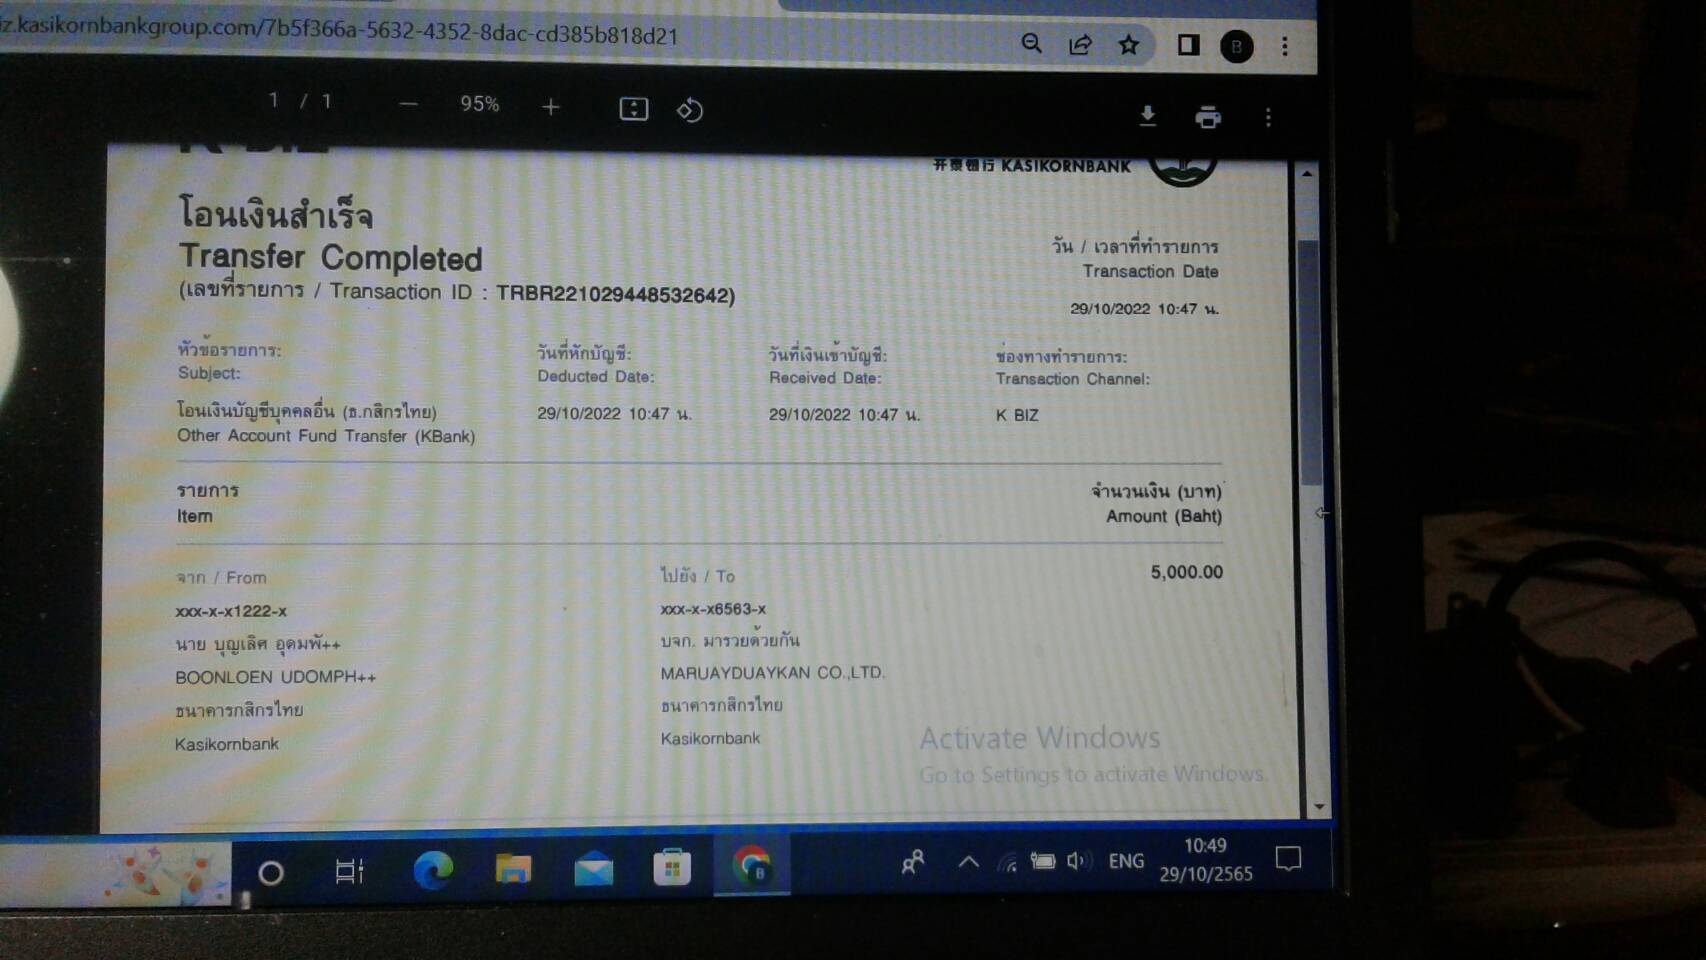 iz.kasikornbankgroup.com/7b5f366a-5632-4352-8dac-cd385b818d21
B
1 / 1
95%
K BIZ
开泰银行 KASIKORNBANK
โอนเงินสำเร็จ
Transfer Completed
(เลขที่รายการ / Transaction ID : TRBR221029448532642)
วัน / เวลาที่ทำรายการ
Transaction Date
29/10/2022 10:47 น.
หัวข้อรายการ:
Subject:
โอนเงินบัญชีบุคคลอื่น (ธ.กสิกรไทย)
Other Account Fund Transfer (KBank)
วันที่หักบัญชี:
Deducted Date:
29/10/2022 10:47 น.
วันที่เงินเข้าบัญชี:
Received Date:
29/10/2022 10:47 น.
ช่องทางทำรายการ:
Transaction Channel:
K BIZ
รายการ
Item
จำนวนเงิน (บาท)
Amount (Baht)
จาก / From
xxx-x-x1222-x
นาย บุญเลิศ อุดมพั++
BOONLOEN UDOMPH++
ธนาคารกสิกรไทย
Kasikornbank
ไปยัง / To
xxx-x-x6563-x
บจก. มารวยด้วยกัน
MARUAYDUAYKAN CO.,LTD.
ธนาคารกสิกรไทย
Kasikornbank
5,000.00
Activate Windows
Go to Settings to activate Windows.
B
ENG
10:49
29/10/2565